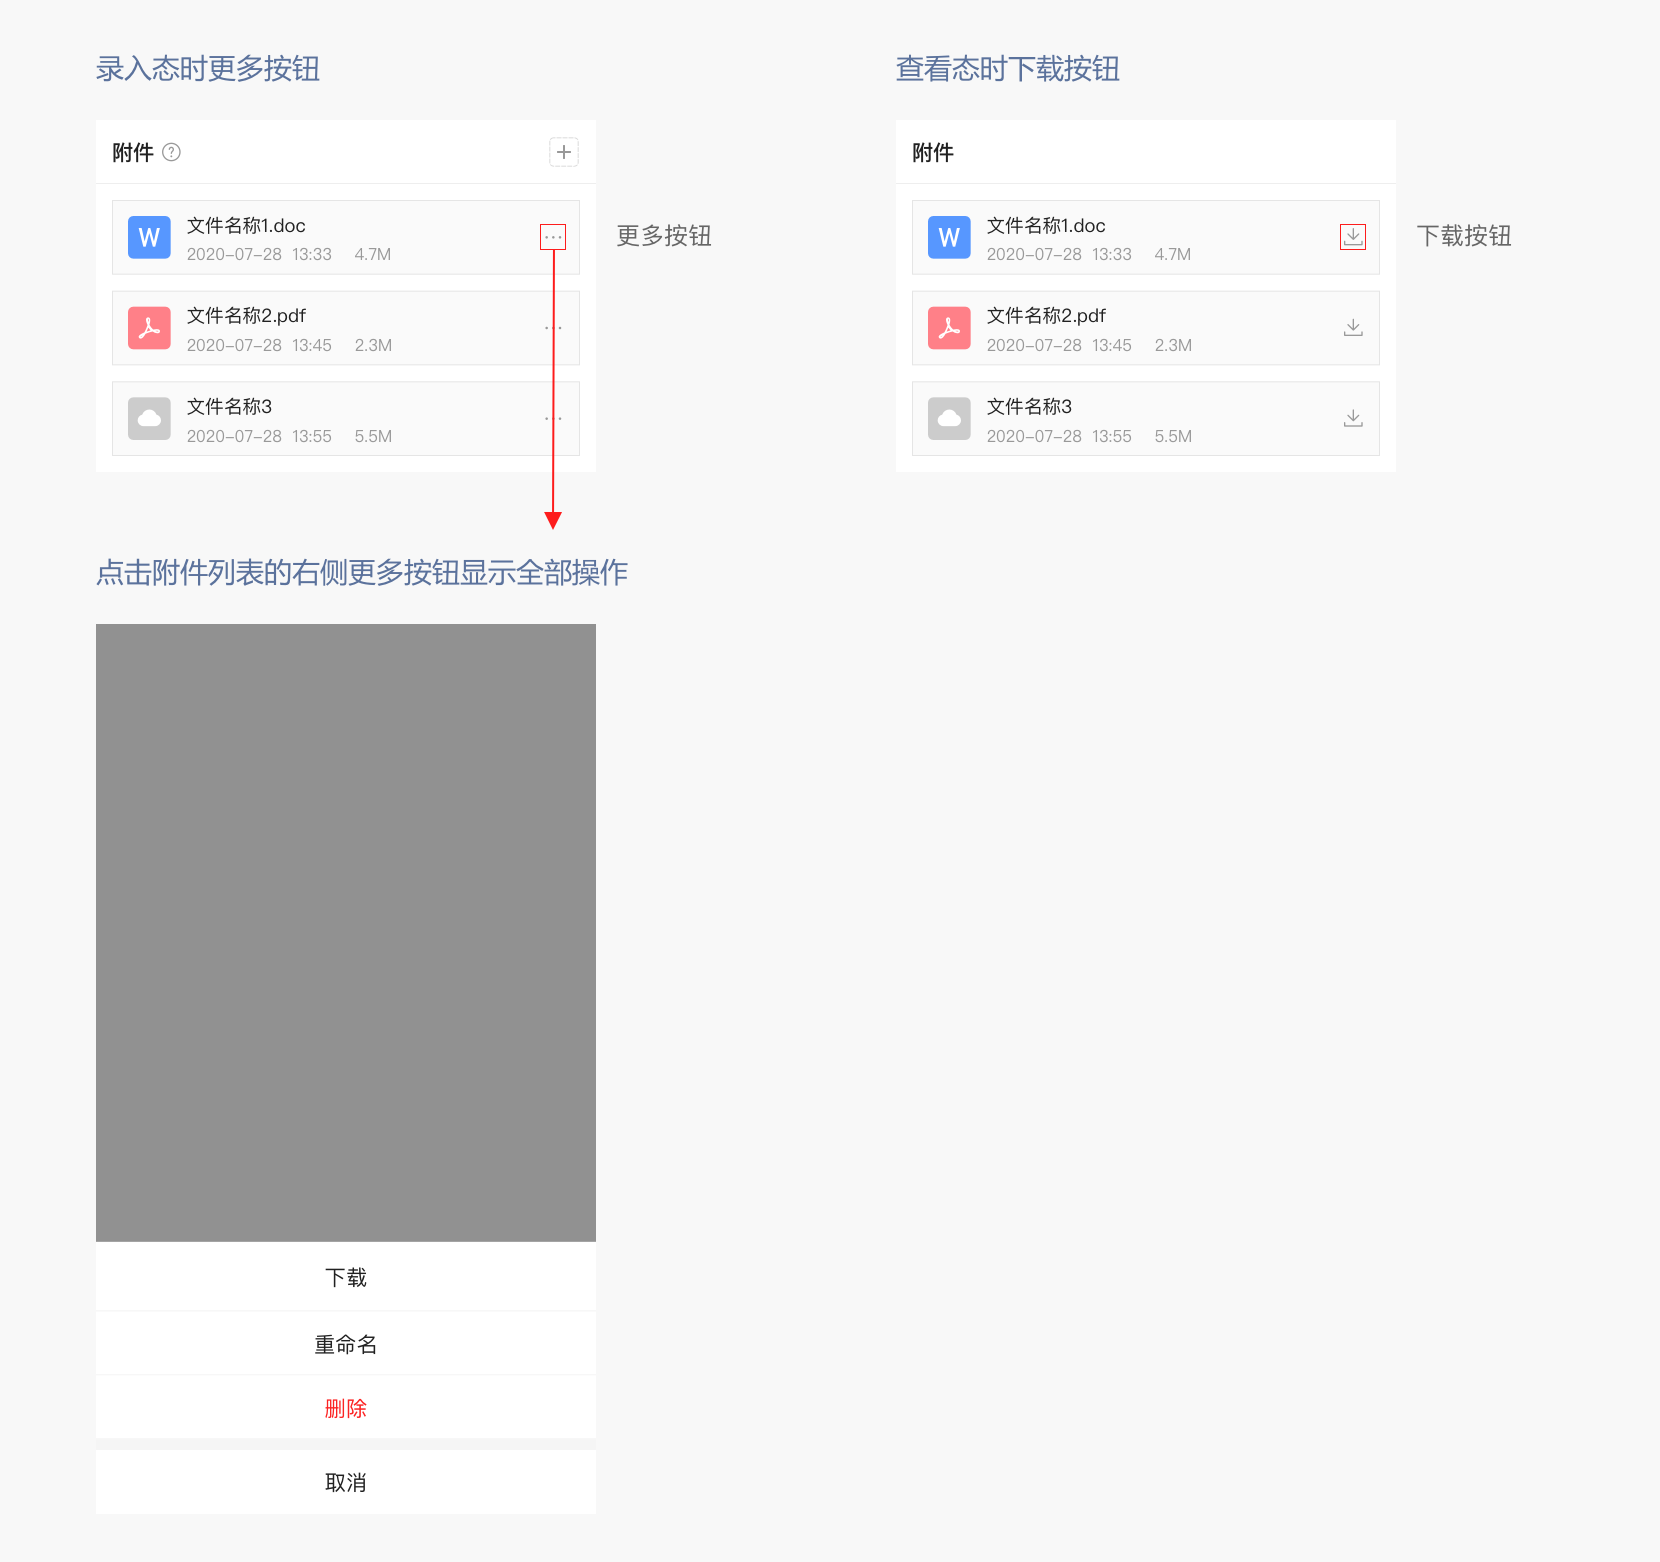 录入态时更多按钮
附件 ?
W 文件名称1.doc
2020-07-28 13:33 4.7M
更多按钮
文件名称2.pdf
2020-07-28 13:45 2.3M
文件名称3
2020-07-28 13:55 5.5M
查看态时下载按钮
附件
W 文件名称1.doc
2020-07-28 13:33 4.7M
下载按钮
文件名称2.pdf
2020-07-28 13:45 2.3M
文件名称3
2020-07-28 13:55 5.5M
点击附件列表的右侧更多按钮显示全部操作
下载
重命名
删除
取消